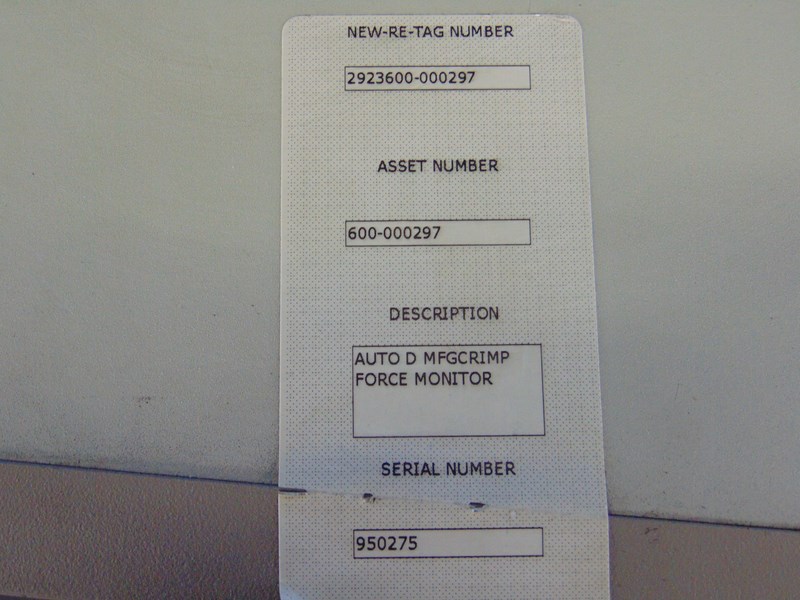 NEW-RE-TAG NUMBER
2923600-000297
ASSET NUMBER
600-000297
DESCRIPTION
AUTO D MFGCRIMP
FORCE MONITOR
SERIAL NUMBER
950275